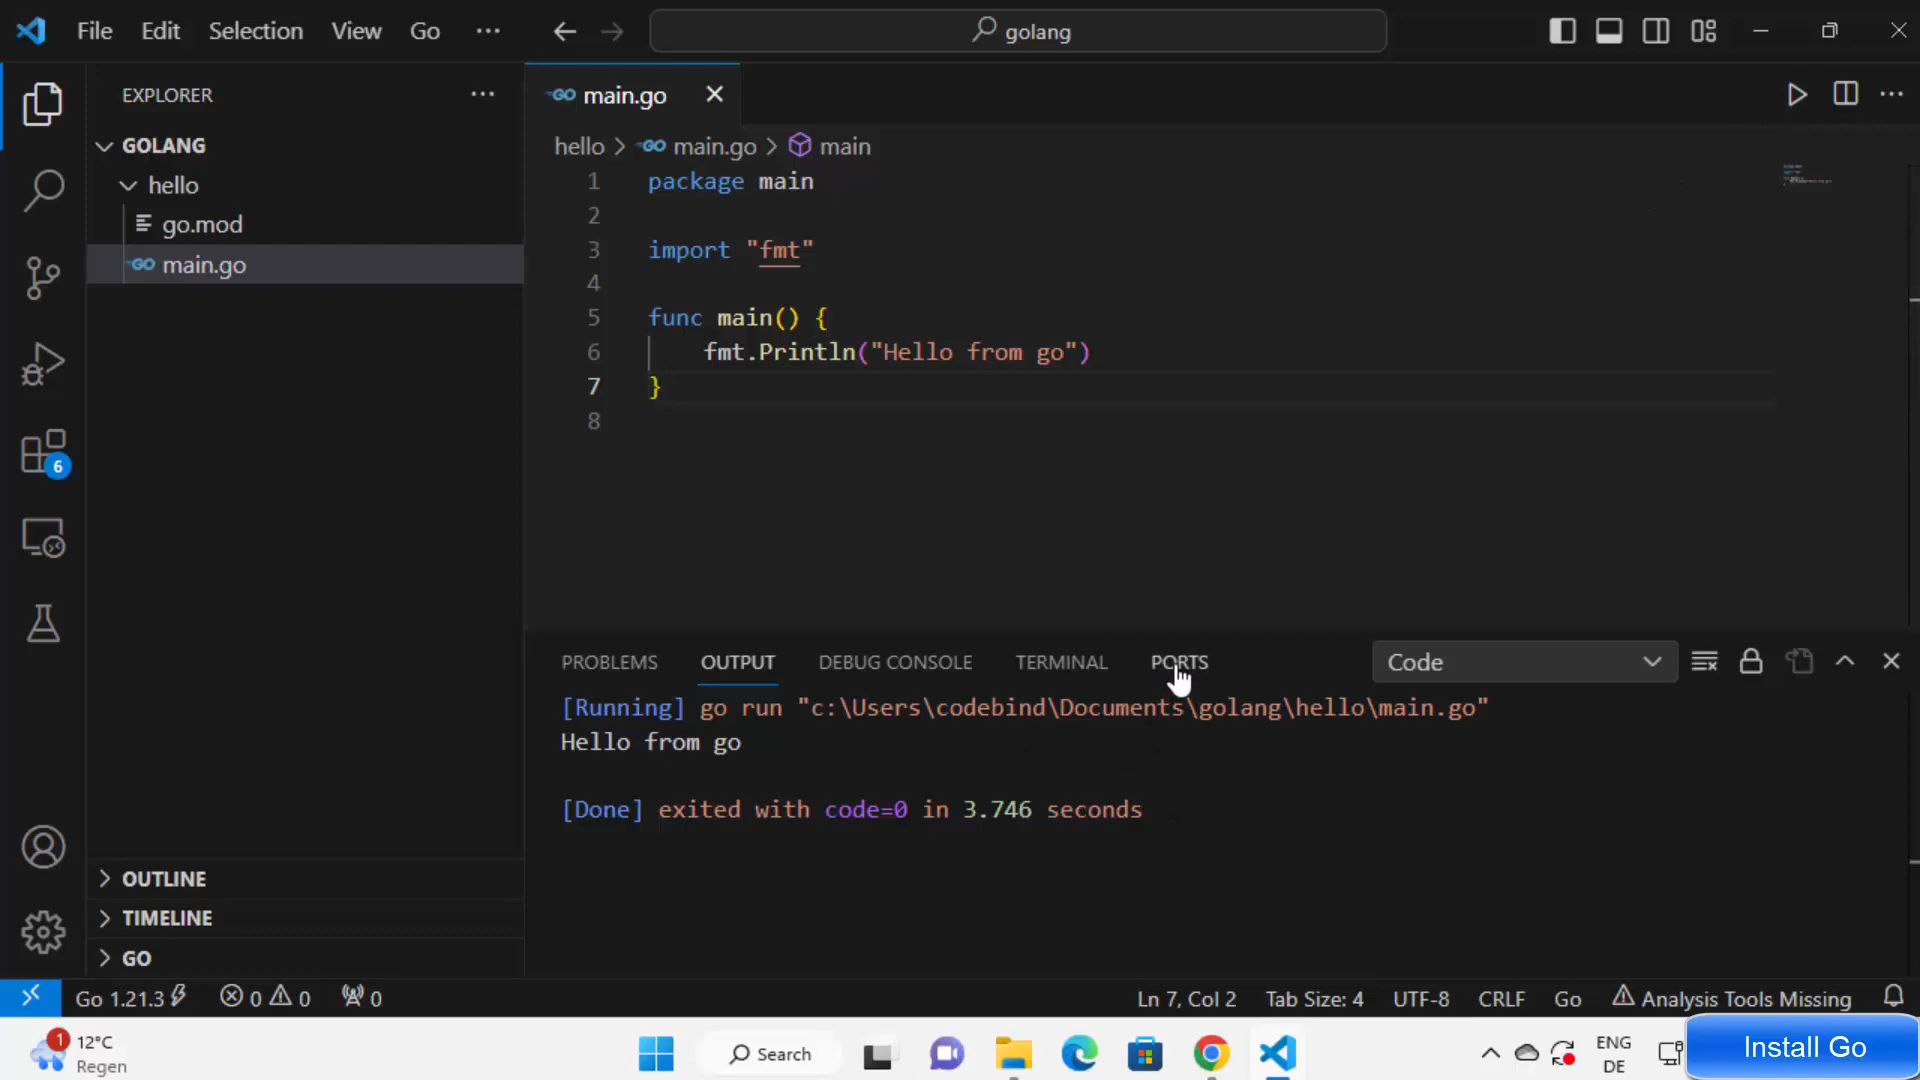 File Edit Selection View Go ··· golang
EXPLORER ···
GOLANG
hello
go.mod
GO main.go
6
OUTLINE
TIMELINE
GO
GO main.go
hello > GO main.go > main
1 package main
2
3 import "fmt"
4
5 func main() {
6 fmt.Println("Hello from go")
7 }
8
PROBLEMS OUTPUT DEBUG CONSOLE TERMINAL PORTS Code
[Running] go run "c:\Users\codebind\Documents\golang\hello\main.go"
Hello from go
[Done] exited with code=0 in 3.746 seconds
Go 1.21.3 0 0 0 Ln 7, Col 2 Tab Size: 4 UTF-8 CRLF Go Analysis Tools Missing
1 12°C
Regen
Search
ENG
DE
Install Go